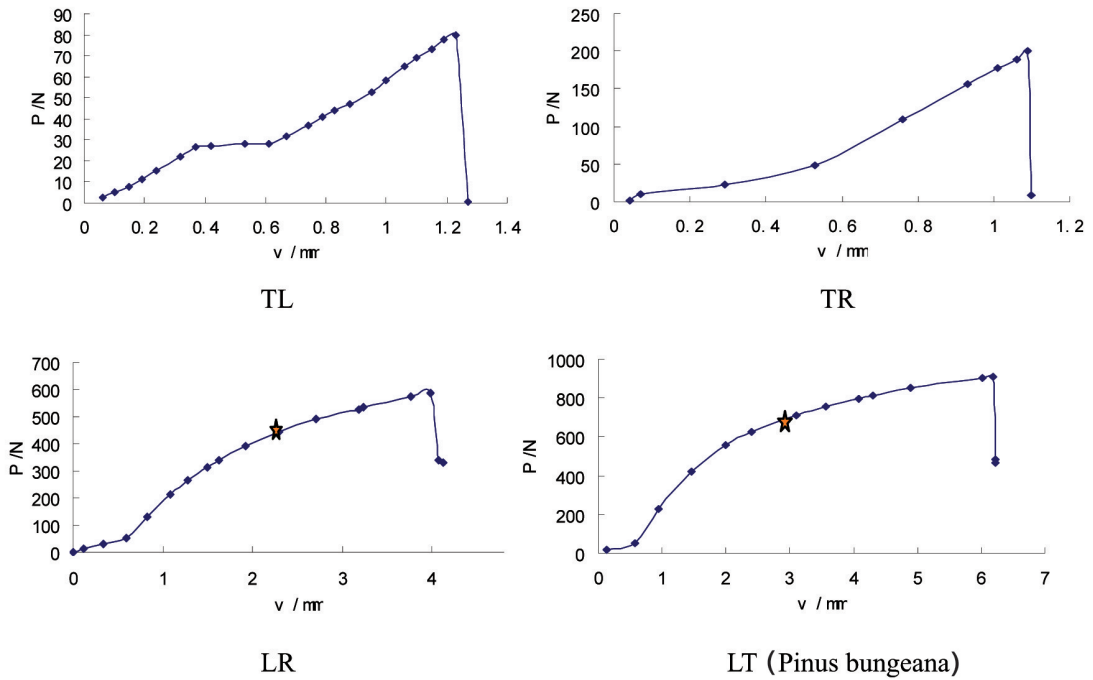 90
80
70
60
50
40
30
20
10
0
P /N
0 0.2 0.4 0.6 0.8 1 1.2 1.4
v / mm
TL
250
200
150
100
50
0
P /N
0 0.2 0.4 0.6 0.8 1 1.2
v / mm
TR
700
600
500
400
300
200
100
0
P /N
0 1 2 3 4
v / mm
LR
1000
800
600
400
200
0
P /N
0 1 2 3 4 5 6 7
v / mm
LT (Pinus bungeana)